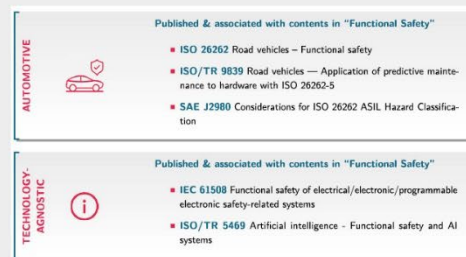 AUTOMOTIVE
Published & associated with contents in "Functional Safety"
ISO 26262 Road vehicles – Functional safety
ISO/TR 9839 Road vehicles — Application of predictive mainte-
nance to hardware with ISO 26262-5
SAE J2980 Considerations for ISO 26262 ASIL Hazard Classifica-
tion
TECHNOLOGY-
AGNOSTIC
Published & associated with contents in "Functional Safety"
IEC 61508 Functional safety of electrical/electronic/programmable
electronic safety-related systems
ISO/TR 5469 Artificial intelligence - Functional safety and AI
systems